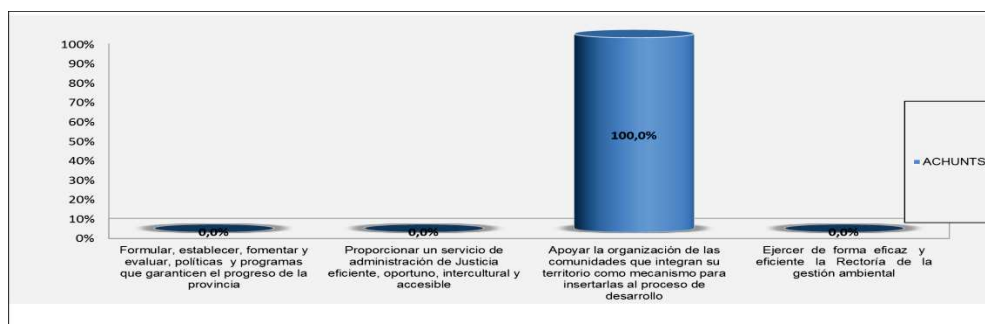 100%
90%
80%
70%
60%
50%
40%
30%
20%
10%
0%
0,0%
0,0%
100,0%
0,0%
Formular, establecer, fomentar y
evaluar, políticas y programas
que garanticen el progreso de la
provincia
Proporcionar un servicio de
administración de Justicia
eficiente, oportuno, intercultural y
accesible
Apoyar la organización de las
comunidades que integran su
territorio como mecanismo para
insertarlas al proceso de
desarrollo
Ejercer de forma eficaz y
eficiente la Rectoría de la
gestión ambiental
ACHUNTS